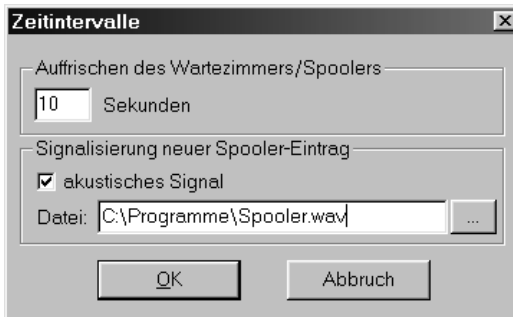 Zeitintervalle
Auffrischen des Wartezimmers/Spoolers
10 Sekunden
Signalisierung neuer Spooler-Eintrag
akustisches Signal
Datei: C:\Programme\Spooler.wav ...
OK Abbruch